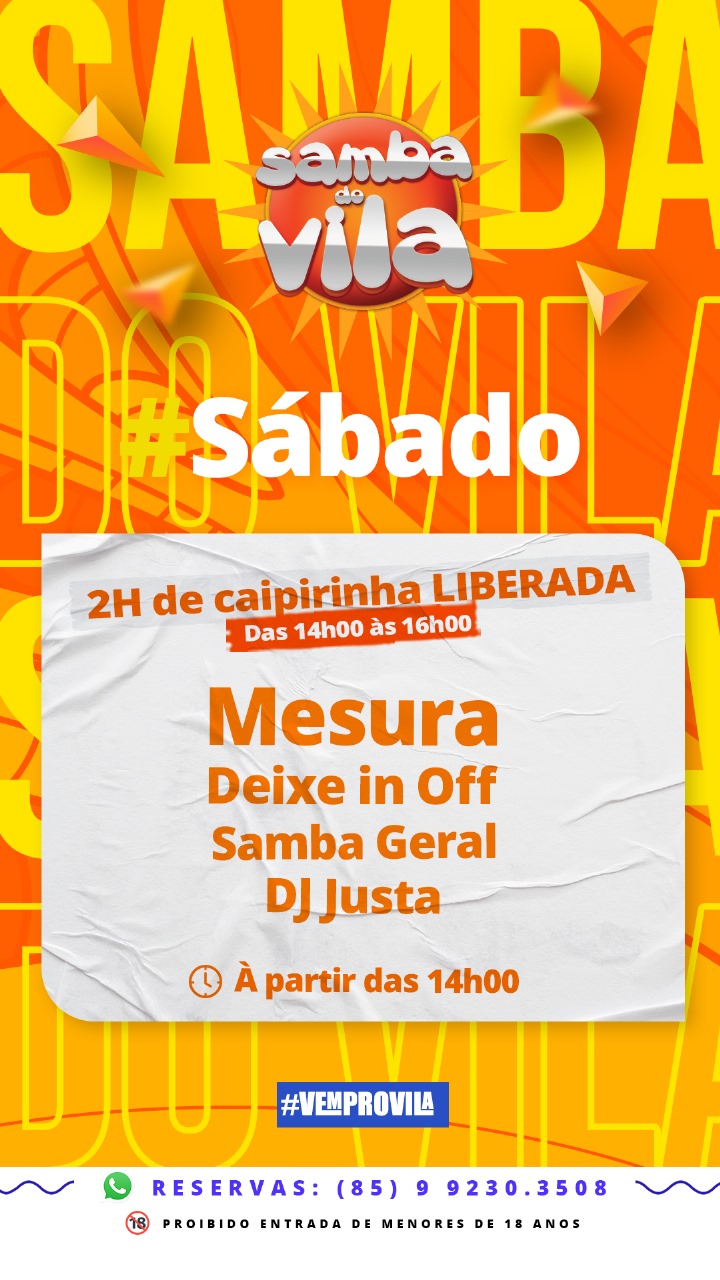 SAMBA
samba
do
vila
DO VILA
#Sábado
2H de caipirinha LIBERADA
Das 14h00 às 16h00
Mesura
Deixe in Off
Samba Geral
DJ Justa
À partir das 14h00
DO VILA
#VEMPROVILA
RESERVAS: (85) 9 9230.3508
18 PROIBIDO ENTRADA DE MENORES DE 18 ANOS